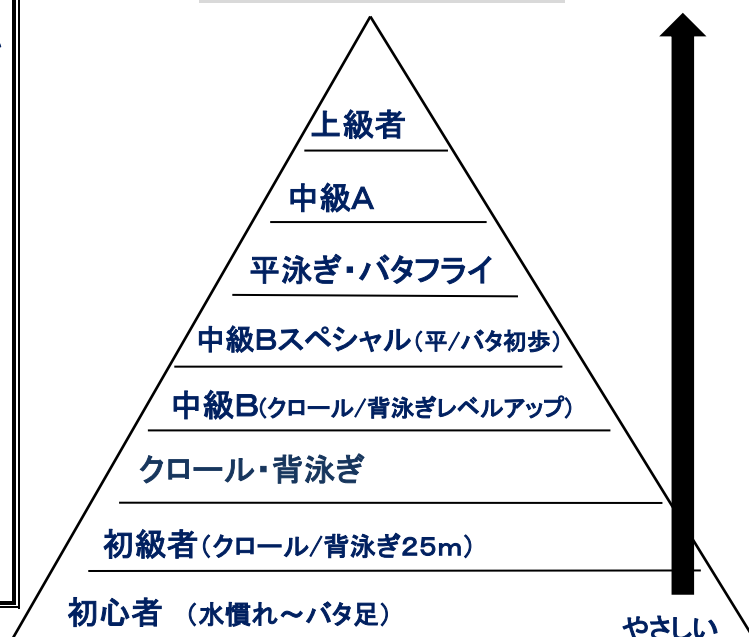 上級者
中級A
平泳ぎ・バタフライ
中級Bスペシャル(平/バタ初歩)
中級B(クロール/背泳ぎレベルアップ)
クロール・背泳ぎ
初級者(クロール/背泳ぎ25m)
初心者 (水慣れ～バタ足)
やさしい